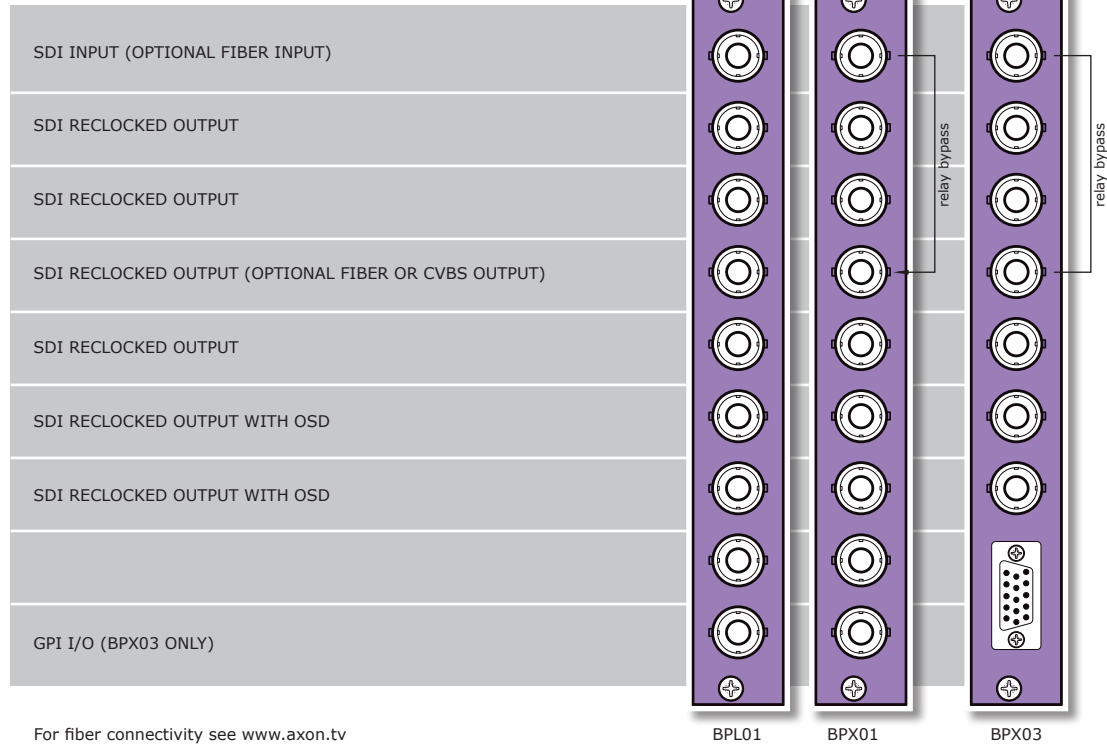 SDI INPUT (OPTIONAL FIBER INPUT)
SDI RECLOCKED OUTPUT
relay bypass
relay bypass
SDI RECLOCKED OUTPUT
SDI RECLOCKED OUTPUT (OPTIONAL FIBER OR CVBS OUTPUT)
SDI RECLOCKED OUTPUT
SDI RECLOCKED OUTPUT WITH OSD
SDI RECLOCKED OUTPUT WITH OSD
GPI I/O (BPX03 ONLY)
For fiber connectivity see www.axon.tv
BPL01
BPX01
BPX03